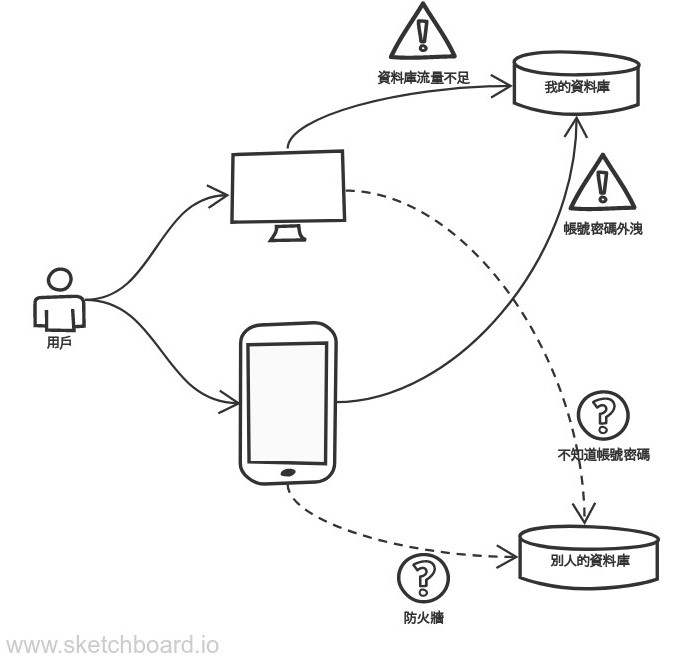 資料庫流量不足
我的資料庫
帳號密碼外洩
用戶
不知道帳號密碼
別人的資料庫
防火牆
www.sketchboard.io